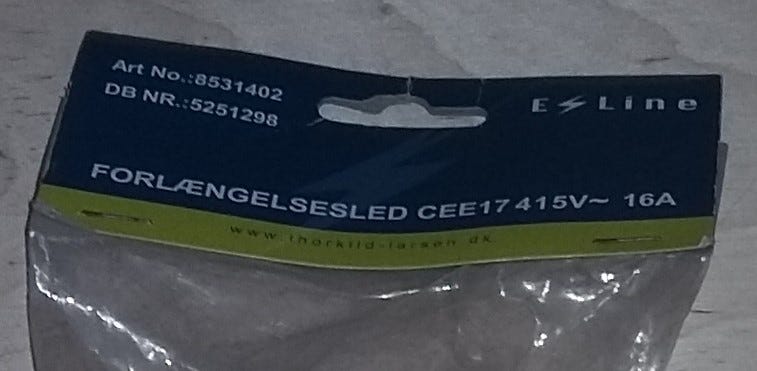 Art No.:8531402
DB NR.:5251298
E Line
FORLÆNGELSESLED CEE17 415V~ 16A
www.thorkild-larsen.dk